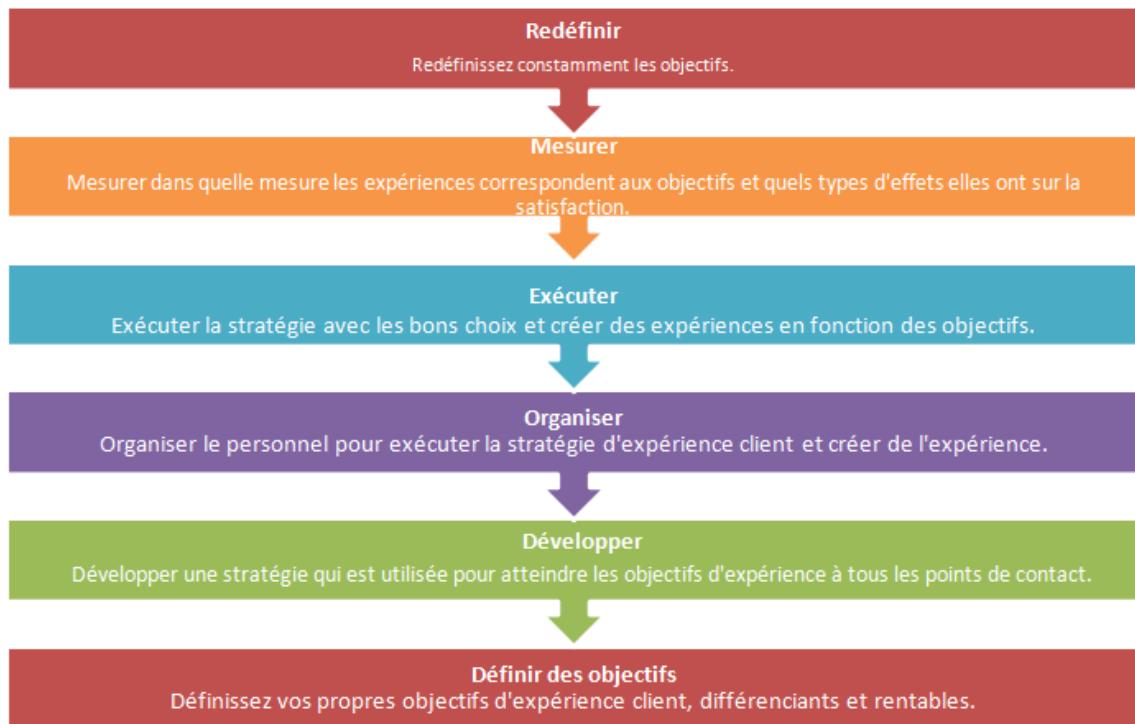 Redéfinir
Redéfinissez constamment les objectifs.
Mesurer
Mesurer dans quelle mesure les expériences correspondent aux objectifs et quels types d'effets elles ont sur la
satisfaction.
Exécuter
Exécuter la stratégie avec les bons choix et créer des expériences en fonction des objectifs.
Organiser
Organiser le personnel pour exécuter la stratégie d'expérience client et créer de l'expérience.
Développer
Développer une stratégie qui est utilisée pour atteindre les objectifs d'expérience à tous les points de contact.
Définir des objectifs
Définissez vos propres objectifs d'expérience client, différenciants et rentables.